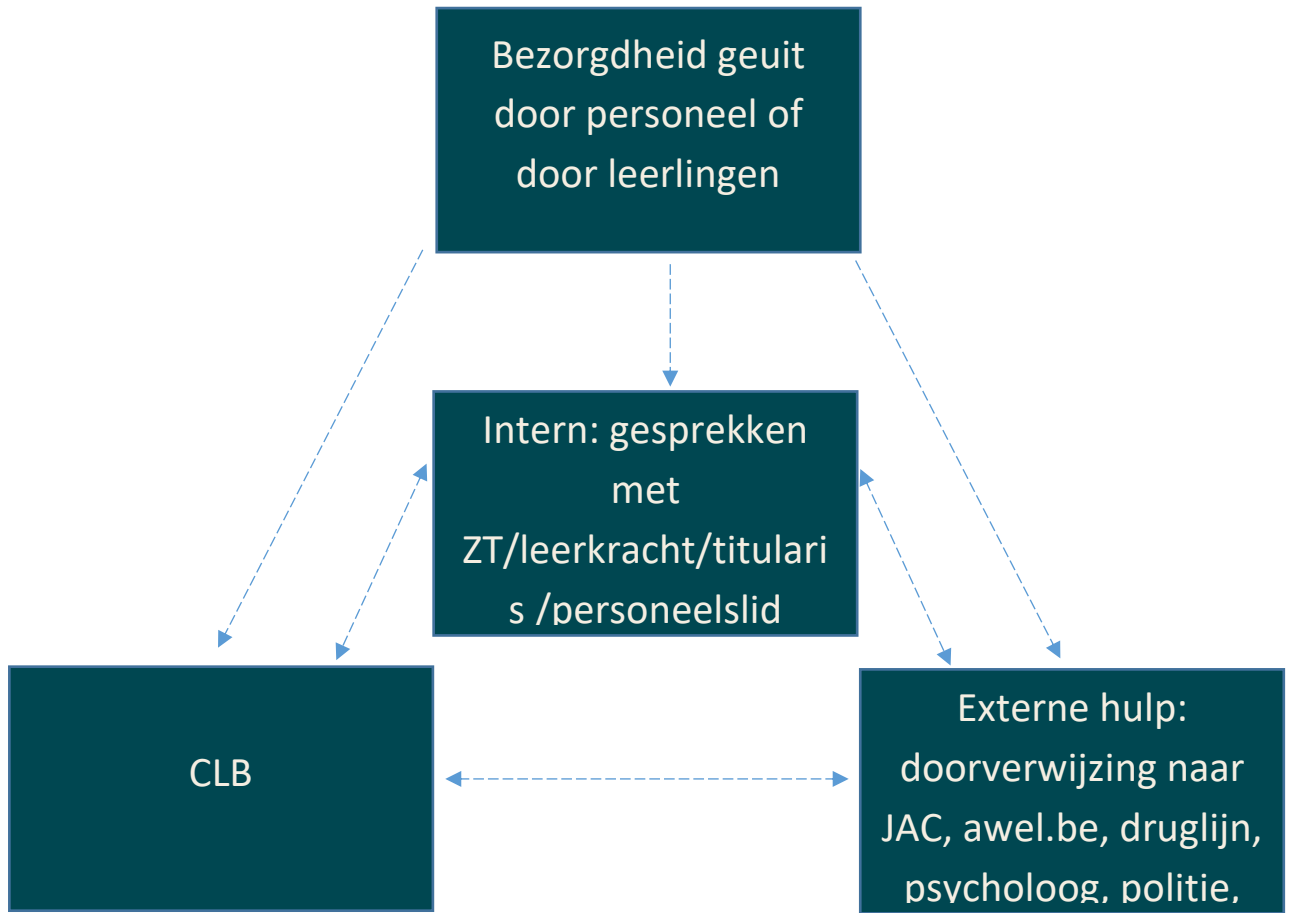 Bezorgdheid geuit
door personeel of
door leerlingen
Intern: gesprekken
met
ZT/leerkracht/titulari
s /personeelslid
CLB
Externe hulp:
doorverwijzing naar
JAC, awel.be, druglijn,
psycholoog, politie,